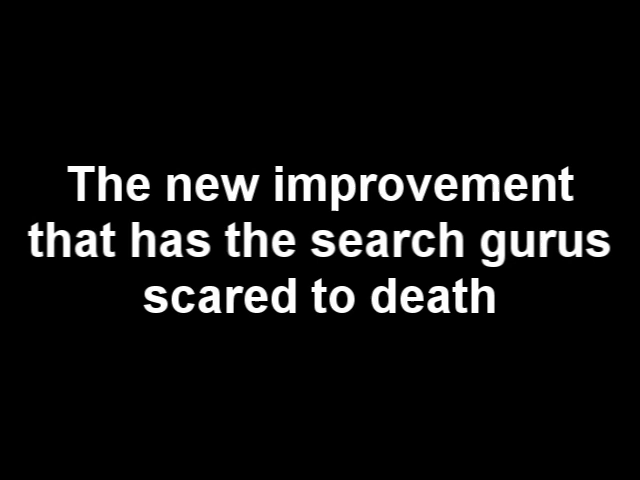 The new improvement
that has the search gurus
scared to death